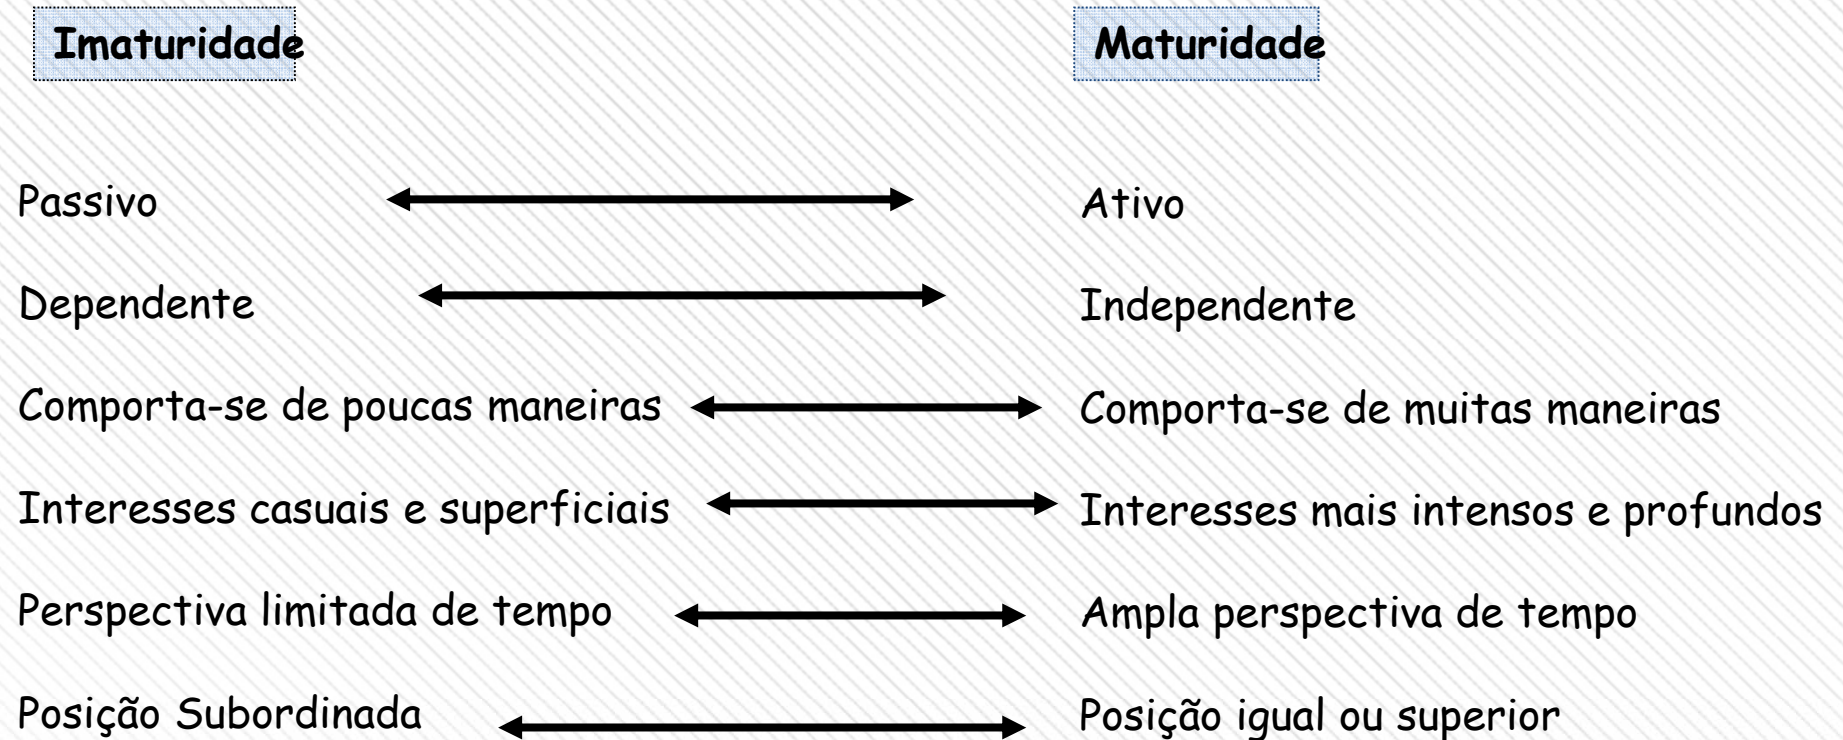 Imaturidade Maturidade
Passivo Ativo
Dependente Independente
Comporta-se de poucas maneiras Comporta-se de muitas maneiras
Interesses casuais e superficiais Interesses mais intensos e profundos
Perspectiva limitada de tempo Ampla perspectiva de tempo
Posição Subordinada Posição igual ou superior